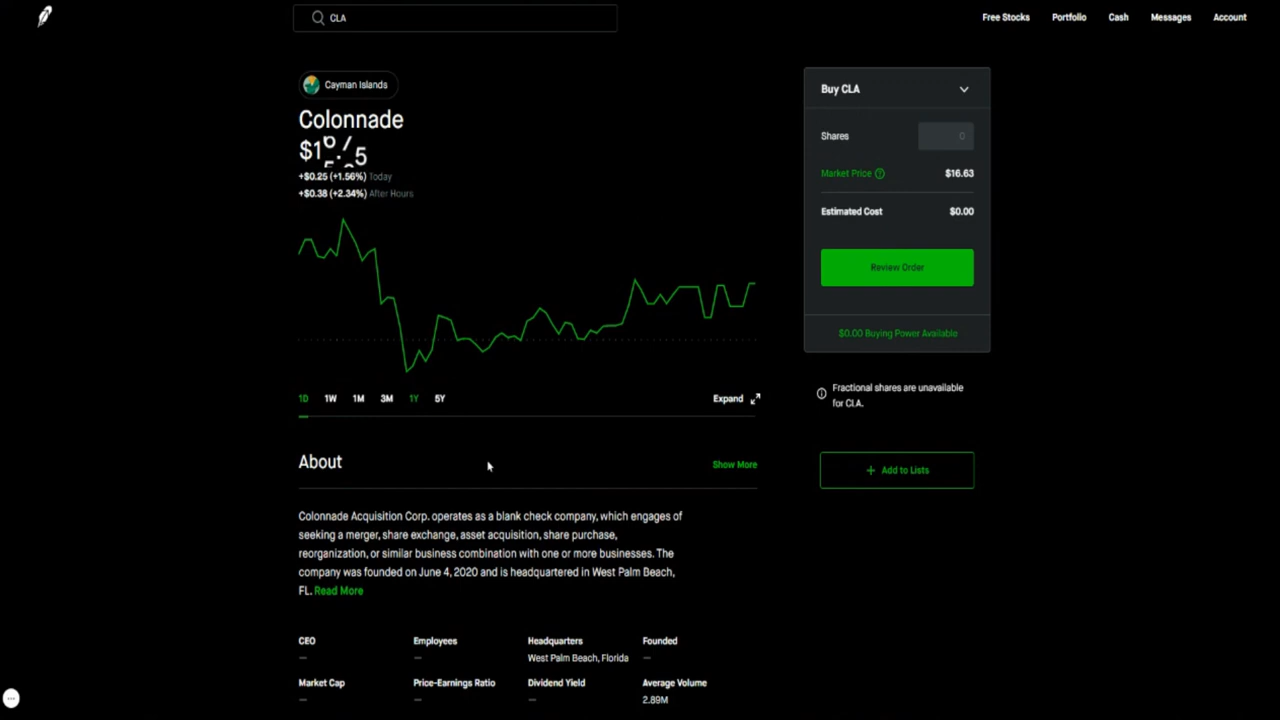 CLA
Free Stocks Portfolio Cash Messages Account
Cayman Islands
Colonnade
+$0.25 (+1.56%) Today
+$0.38 (+2.34%) After Hours
1D 1W 1M 3M 1Y 5Y
Expand
About
Show More
Colonnade Acquisition Corp. operates as a blank check company, which engages of
seeking a merger, share exchange, asset acquisition, share purchase,
reorganization, or similar business combination with one or more businesses. The
company was founded on June 4, 2020 and is headquartered in West Palm Beach,
FL. Read More
CEO Employees Headquarters Founded
— — West Palm Beach, Florida —
Market Cap Price-Earnings Ratio Dividend Yield Average Volume
— — — 2.89M
Buy CLA
Shares 0
Market Price $16.63
Estimated Cost $0.00
Review Order
$0.00 Buying Power Available
Fractional shares are unavailable
for CLA.
+ Add to Lists